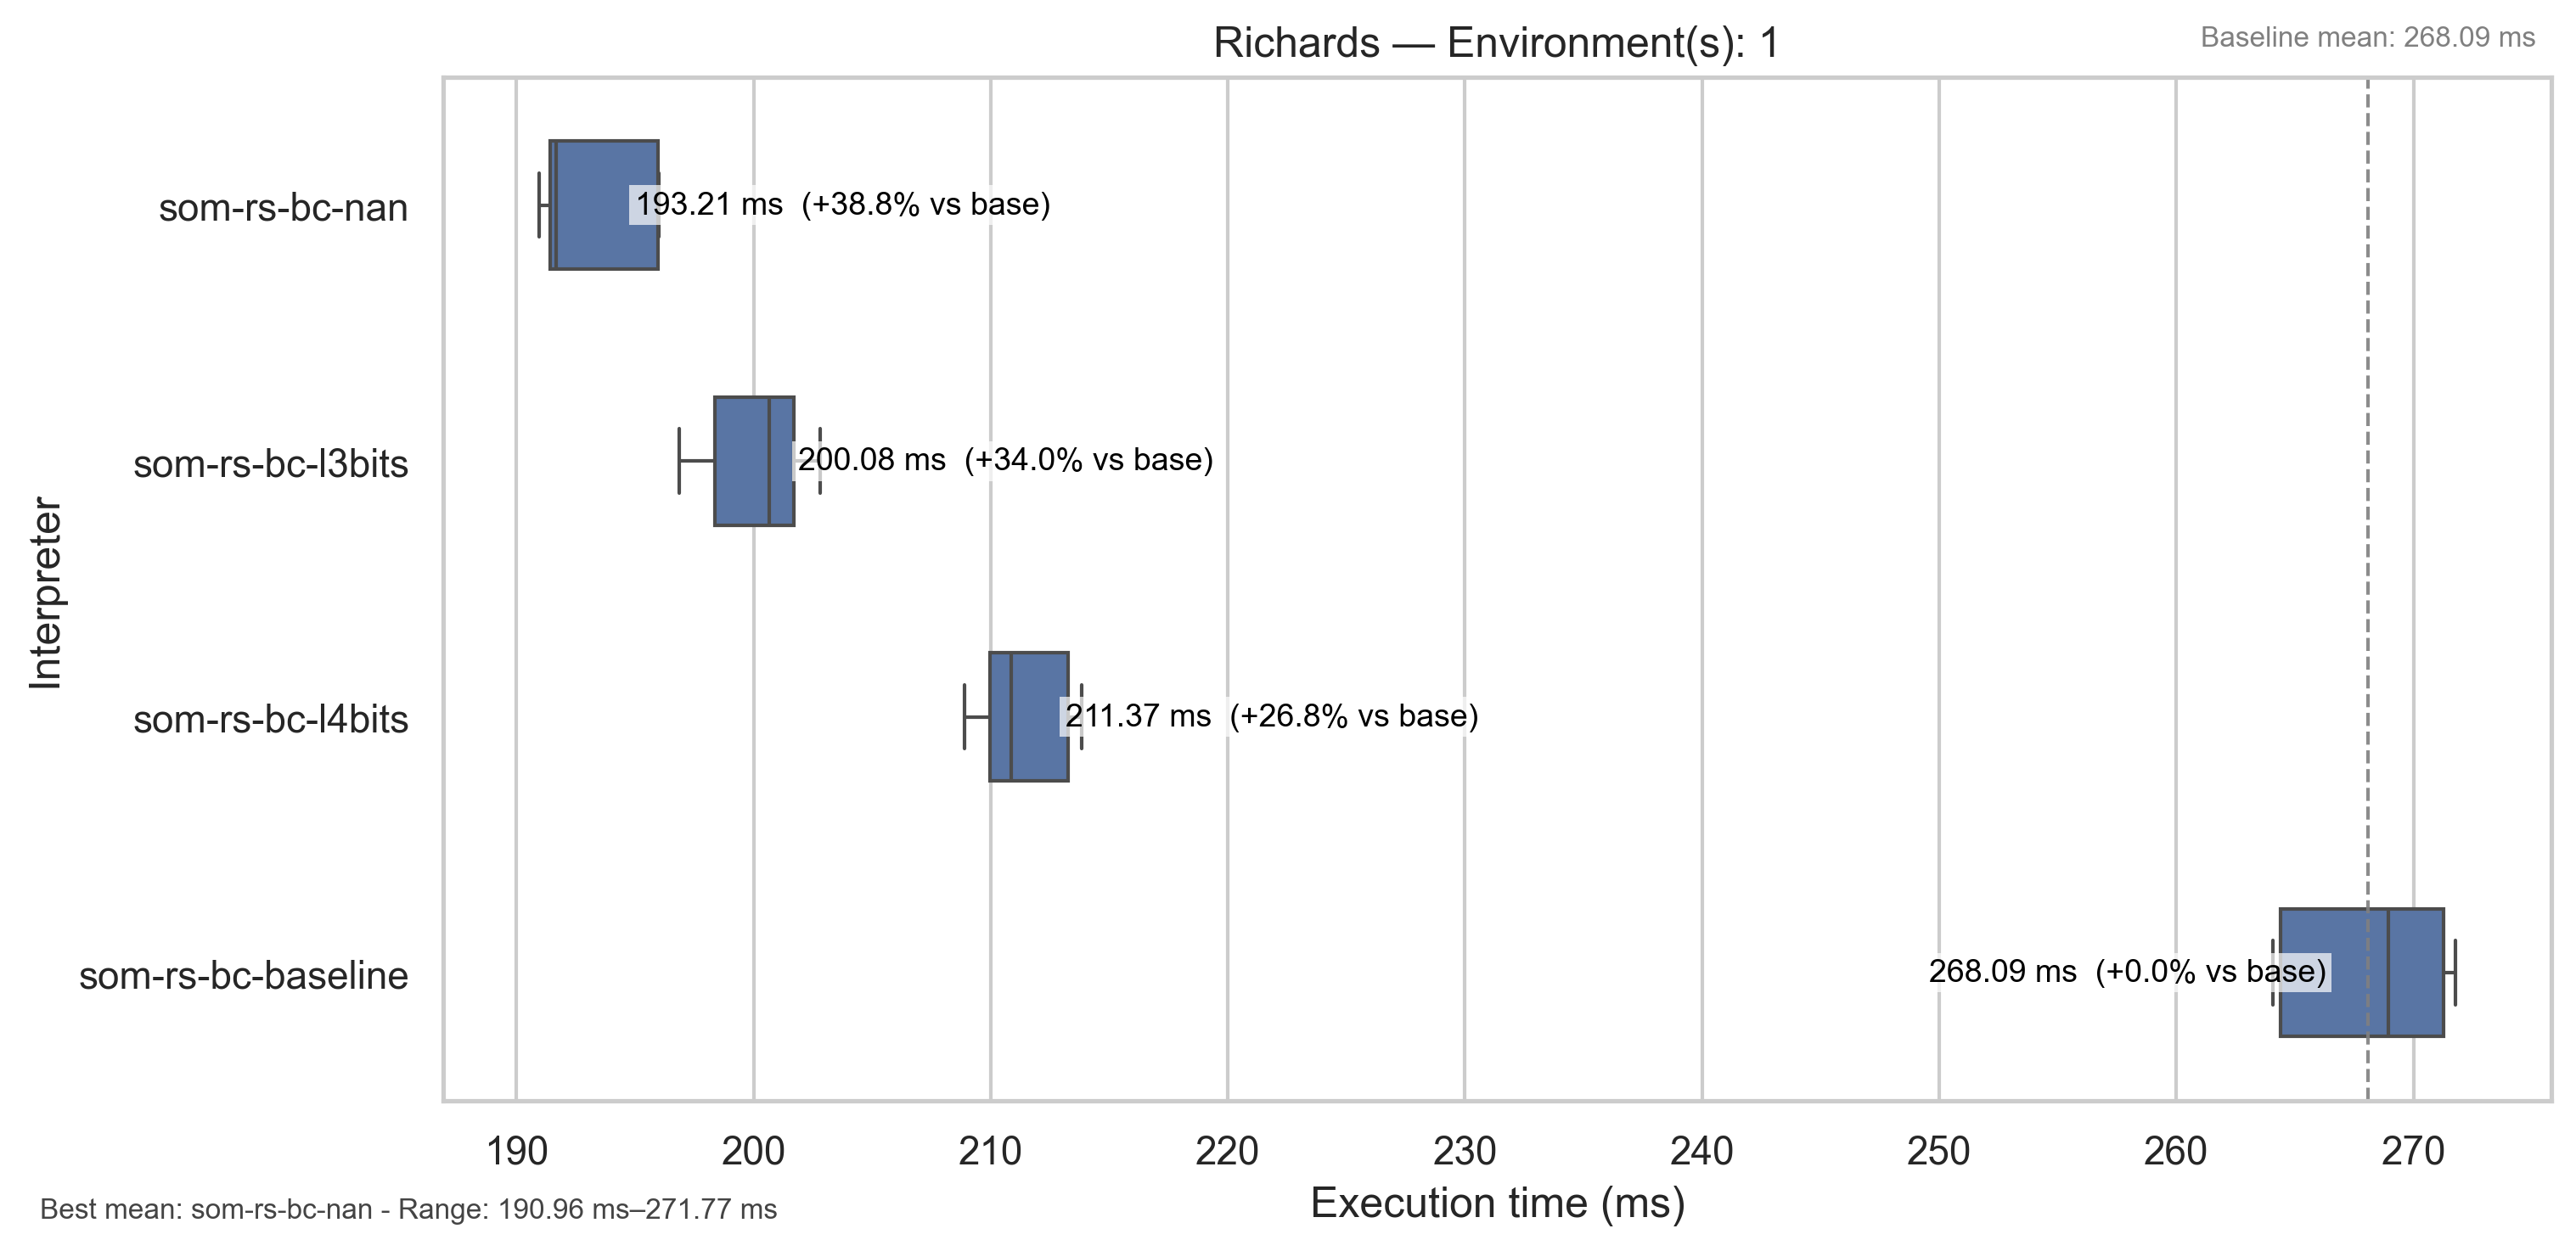 Richards — Environment(s): 1
Baseline mean: 268.09 ms
Interpreter
som-rs-bc-nan
193.21 ms  (+38.8% vs base)
som-rs-bc-l3bits
200.08 ms  (+34.0% vs base)
som-rs-bc-l4bits
211.37 ms  (+26.8% vs base)
som-rs-bc-baseline
268.09 ms  (+0.0% vs base)
190 200 210 220 230 240 250 260 270
Execution time (ms)
Best mean: som-rs-bc-nan - Range: 190.96 ms–271.77 ms